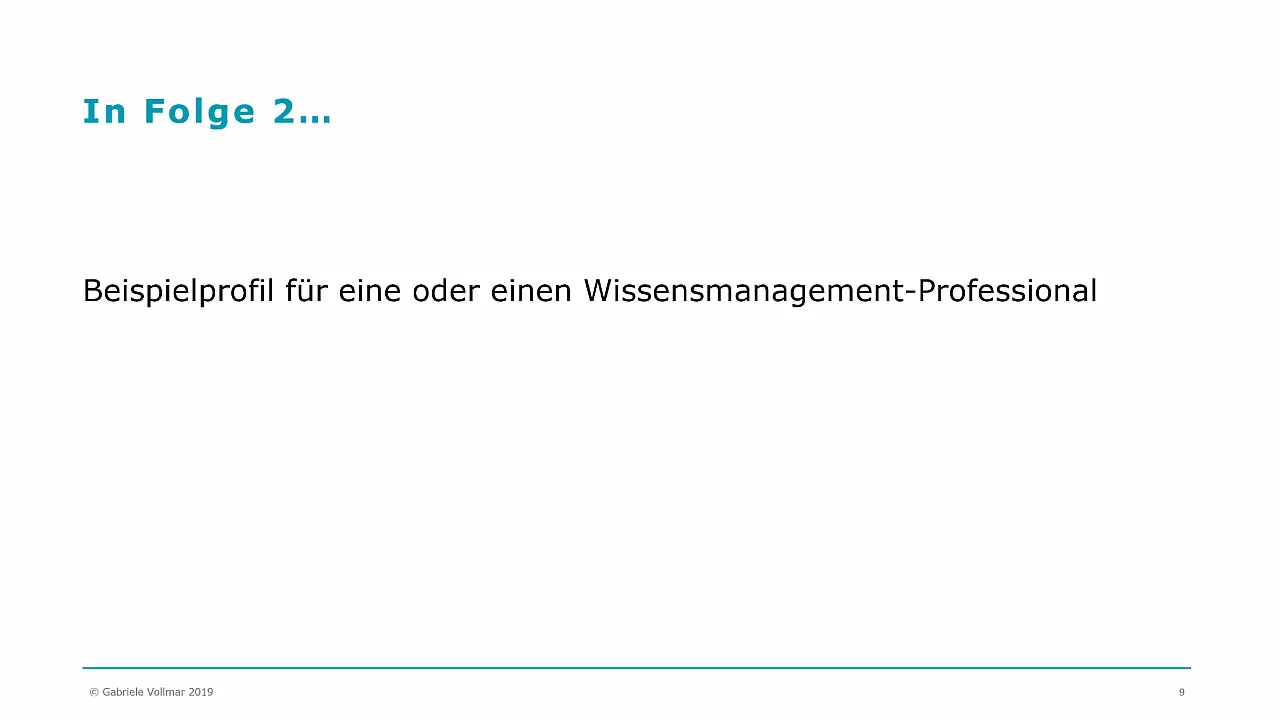 In Folge 2…
Beispielprofil für eine oder einen Wissensmanagement-Professional
© Gabriele Vollmar 2019
9